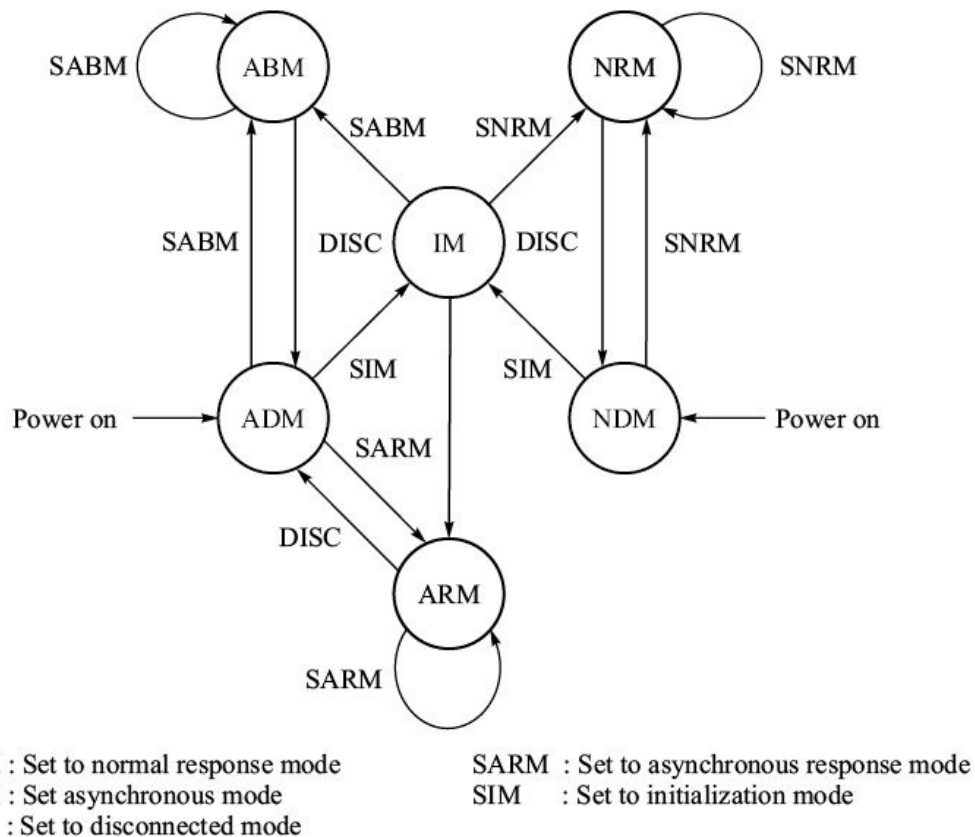 ABM
NRM
SABM
SNRM
SABM
SNRM
SABM
DISC
IM
DISC
SNRM
SIM
SIM
Power on
ADM
NDM
Power on
SARM
DISC
ARM
SARM
: Set to normal response mode
SARM : Set to asynchronous response mode
: Set asynchronous mode
SIM : Set to initialization mode
: Set to disconnected mode